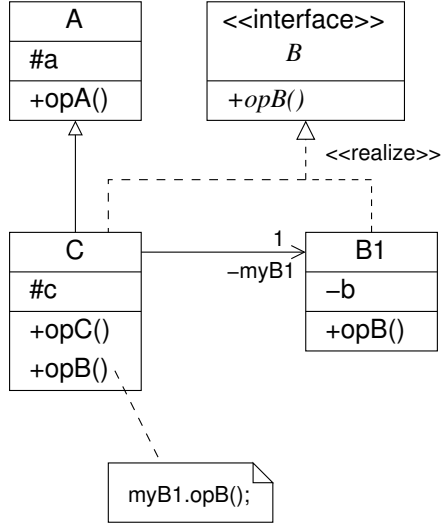 A
#a
+opA()
<<interface>>
B
+opB()
<<realize>>
C
#c
+opC()
+opB()
1
−myB1
B1
−b
+opB()
myB1.opB();